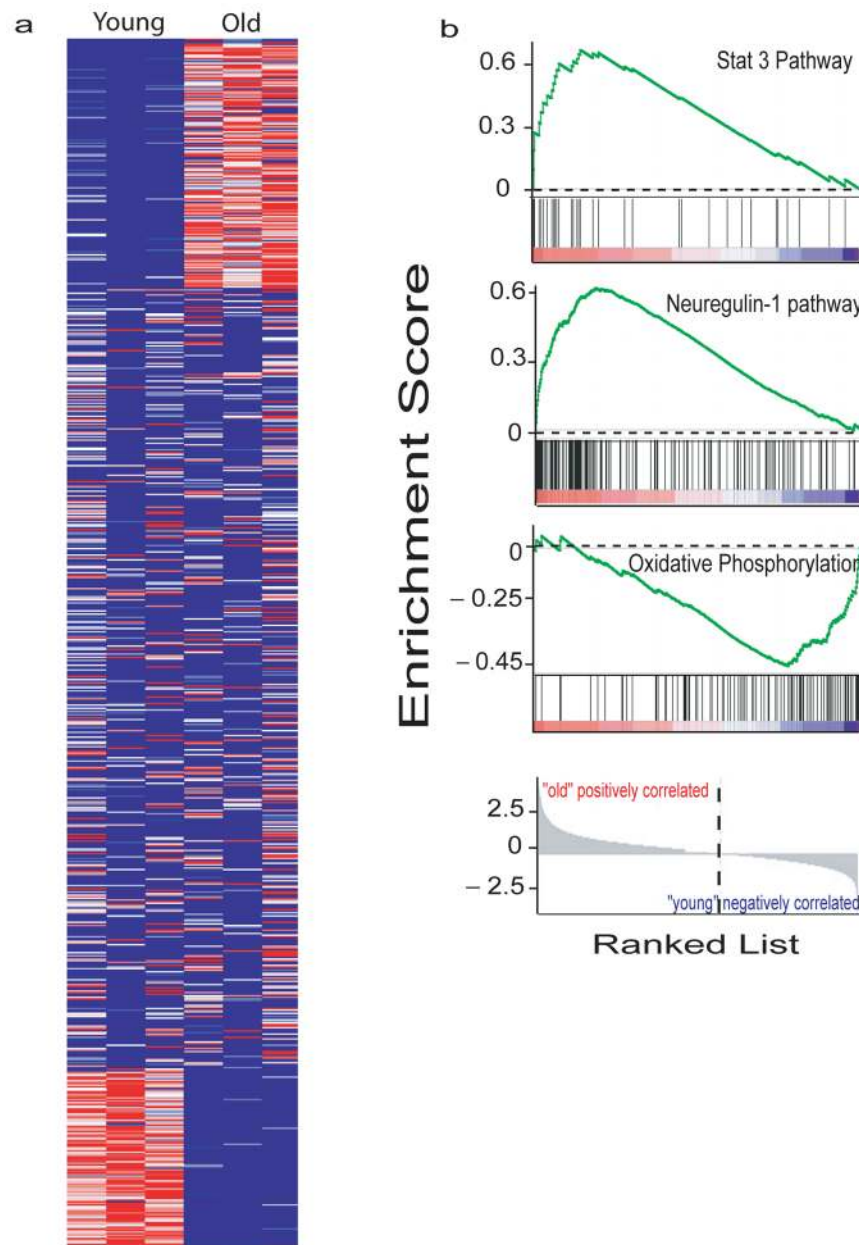 a
Young Old
b
Stat 3 Pathway
0.6
0.3
0
Neuregulin-1 pathway
0.6
0.3
0
Oxidative Phosphorylation
0
– 0.25
– 0.45
Enrichment Score
"old" positively correlated
2.5
0
– 2.5
"young" negatively correlated
Ranked List